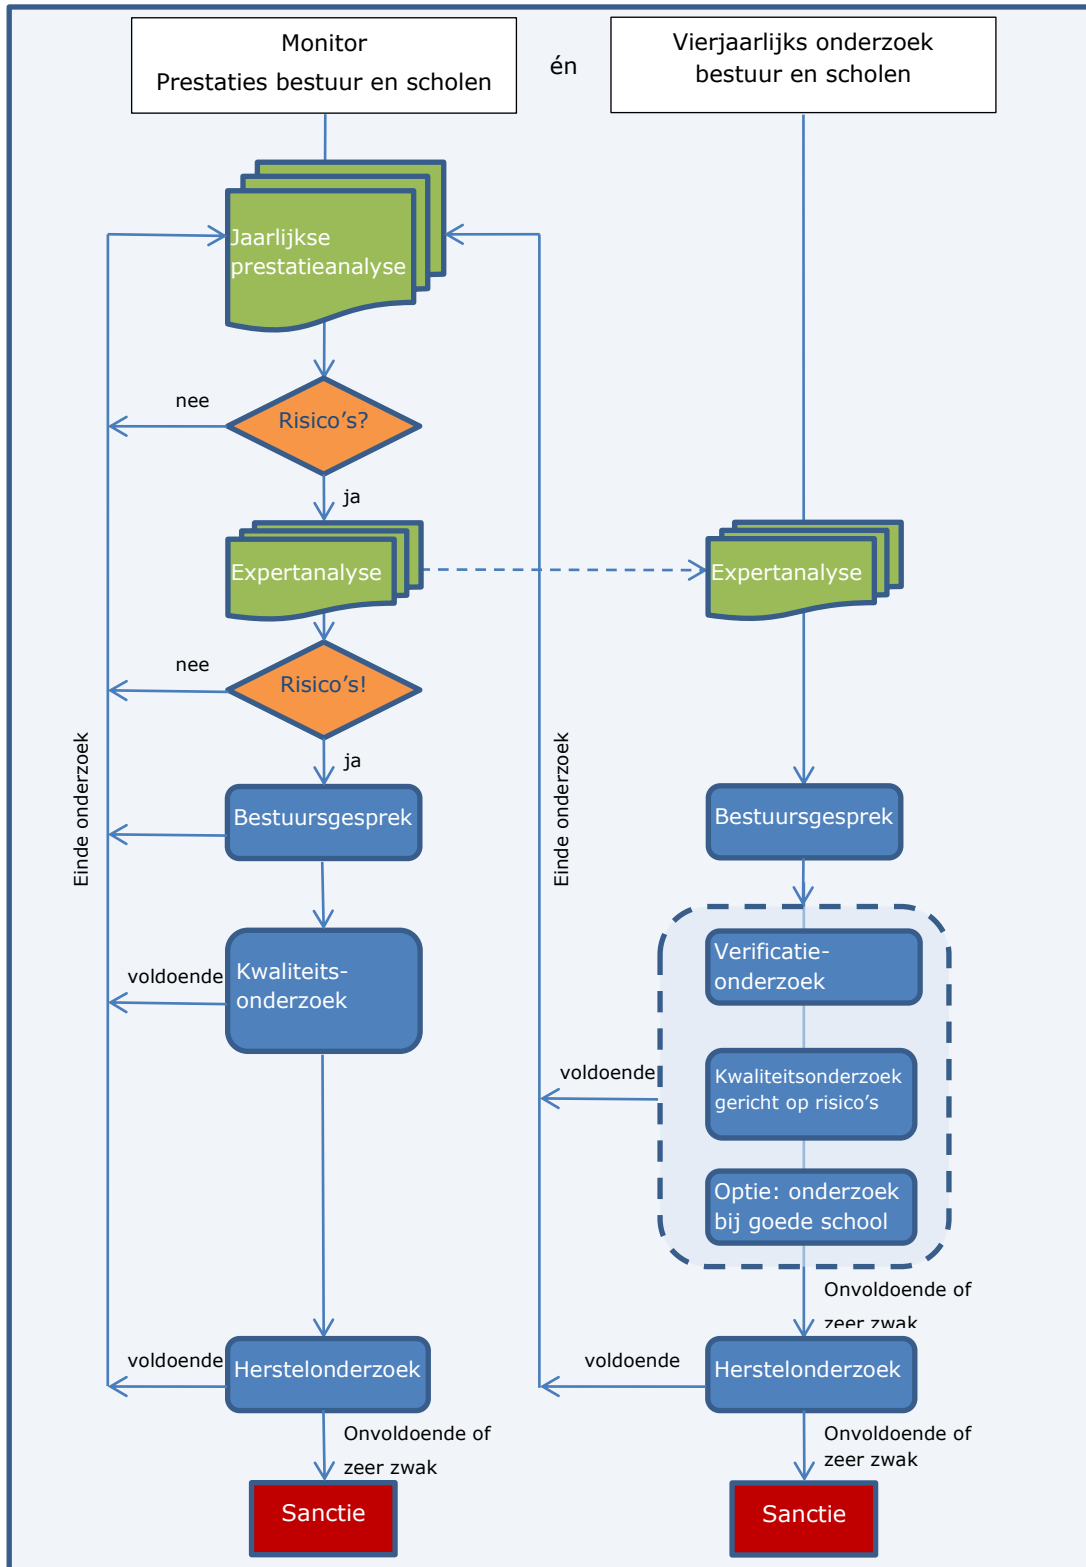 Monitor
Prestaties bestuur en scholen
én
Vierjaarlijks onderzoek
bestuur en scholen
Jaarlijkse
prestatieanalyse
nee
Risico's?
ja
Expertanalyse
Expertanalyse
nee
Risico's!
ja
Einde onderzoek
Einde onderzoek
Bestuursgesprek
Bestuursgesprek
voldoende
Kwaliteits-
onderzoek
Verificatie-
onderzoek
voldoende
Kwaliteitsonderzoek
gericht op risico's
Optie: onderzoek
bij goede school
Onvoldoende of
zeer zwak
voldoende
Herstelonderzoek
voldoende
Herstelonderzoek
Onvoldoende of
zeer zwak
Onvoldoende of
zeer zwak
Sanctie
Sanctie